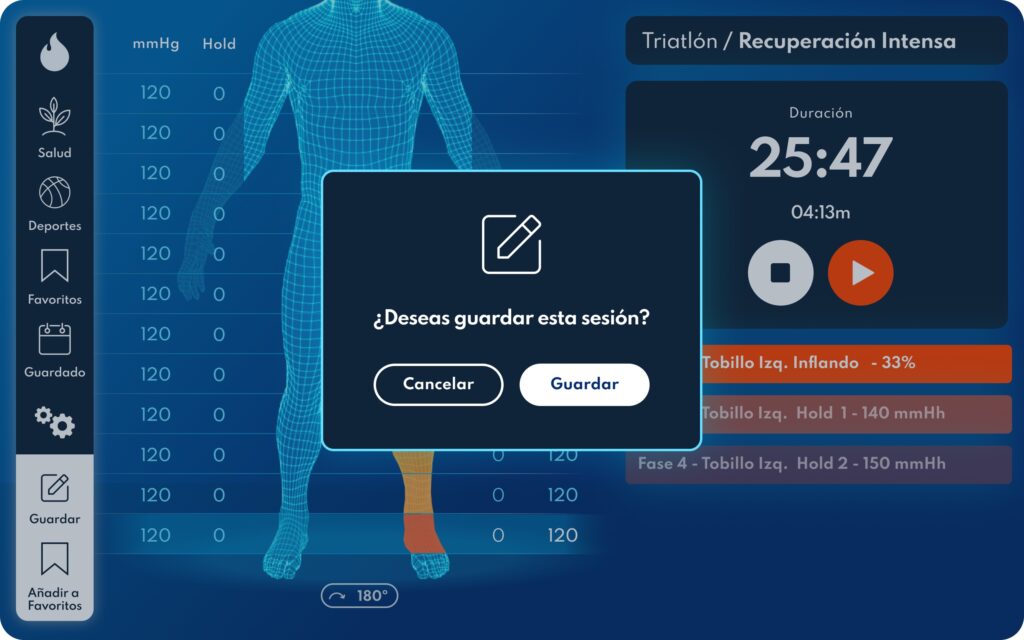 Salud
Deportes
Favoritos
Guardado
Guardar
Añadir a
Favoritos
mmHg Hold
120 0
120 0
120 0
120 0
120 0
120 0
120 0
120 0
120 0
120 0 0 120
120 0 0 120
120 0 0 120
180°
Triatlón / Recuperación Intensa
Duración
25:47
04:13m
Tobillo Izq. Inflando - 33%
Tobillo Izq. Hold 1 - 140 mmHh
Fase 4 - Tobillo Izq. Hold 2 - 150 mmHh
¿Deseas guardar esta sesión?
Cancelar Guardar